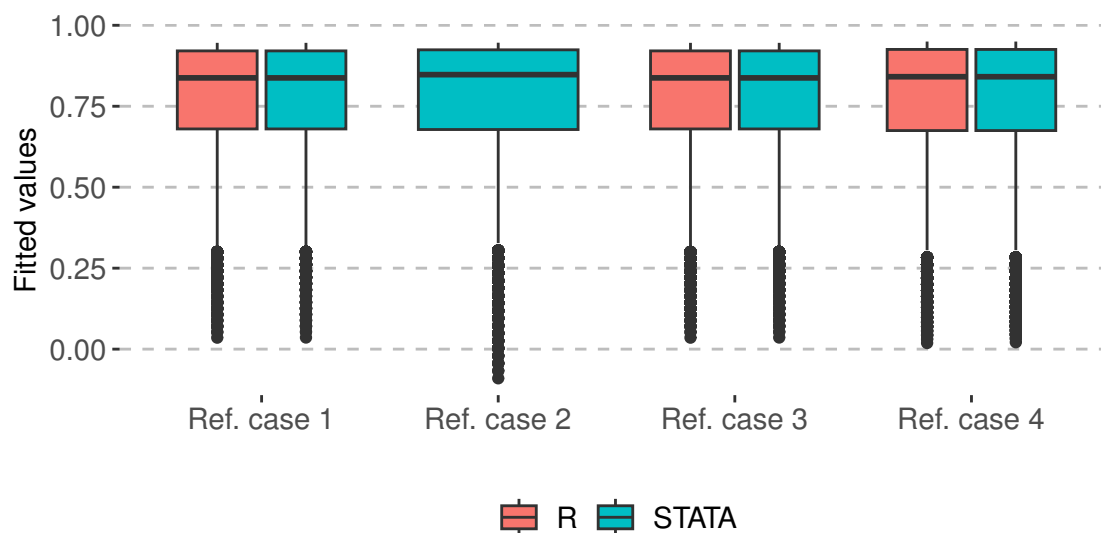 Fitted values
1.00
0.75
0.50
0.25
0.00
Ref. case 1
Ref. case 2
Ref. case 3
Ref. case 4
R
STATA